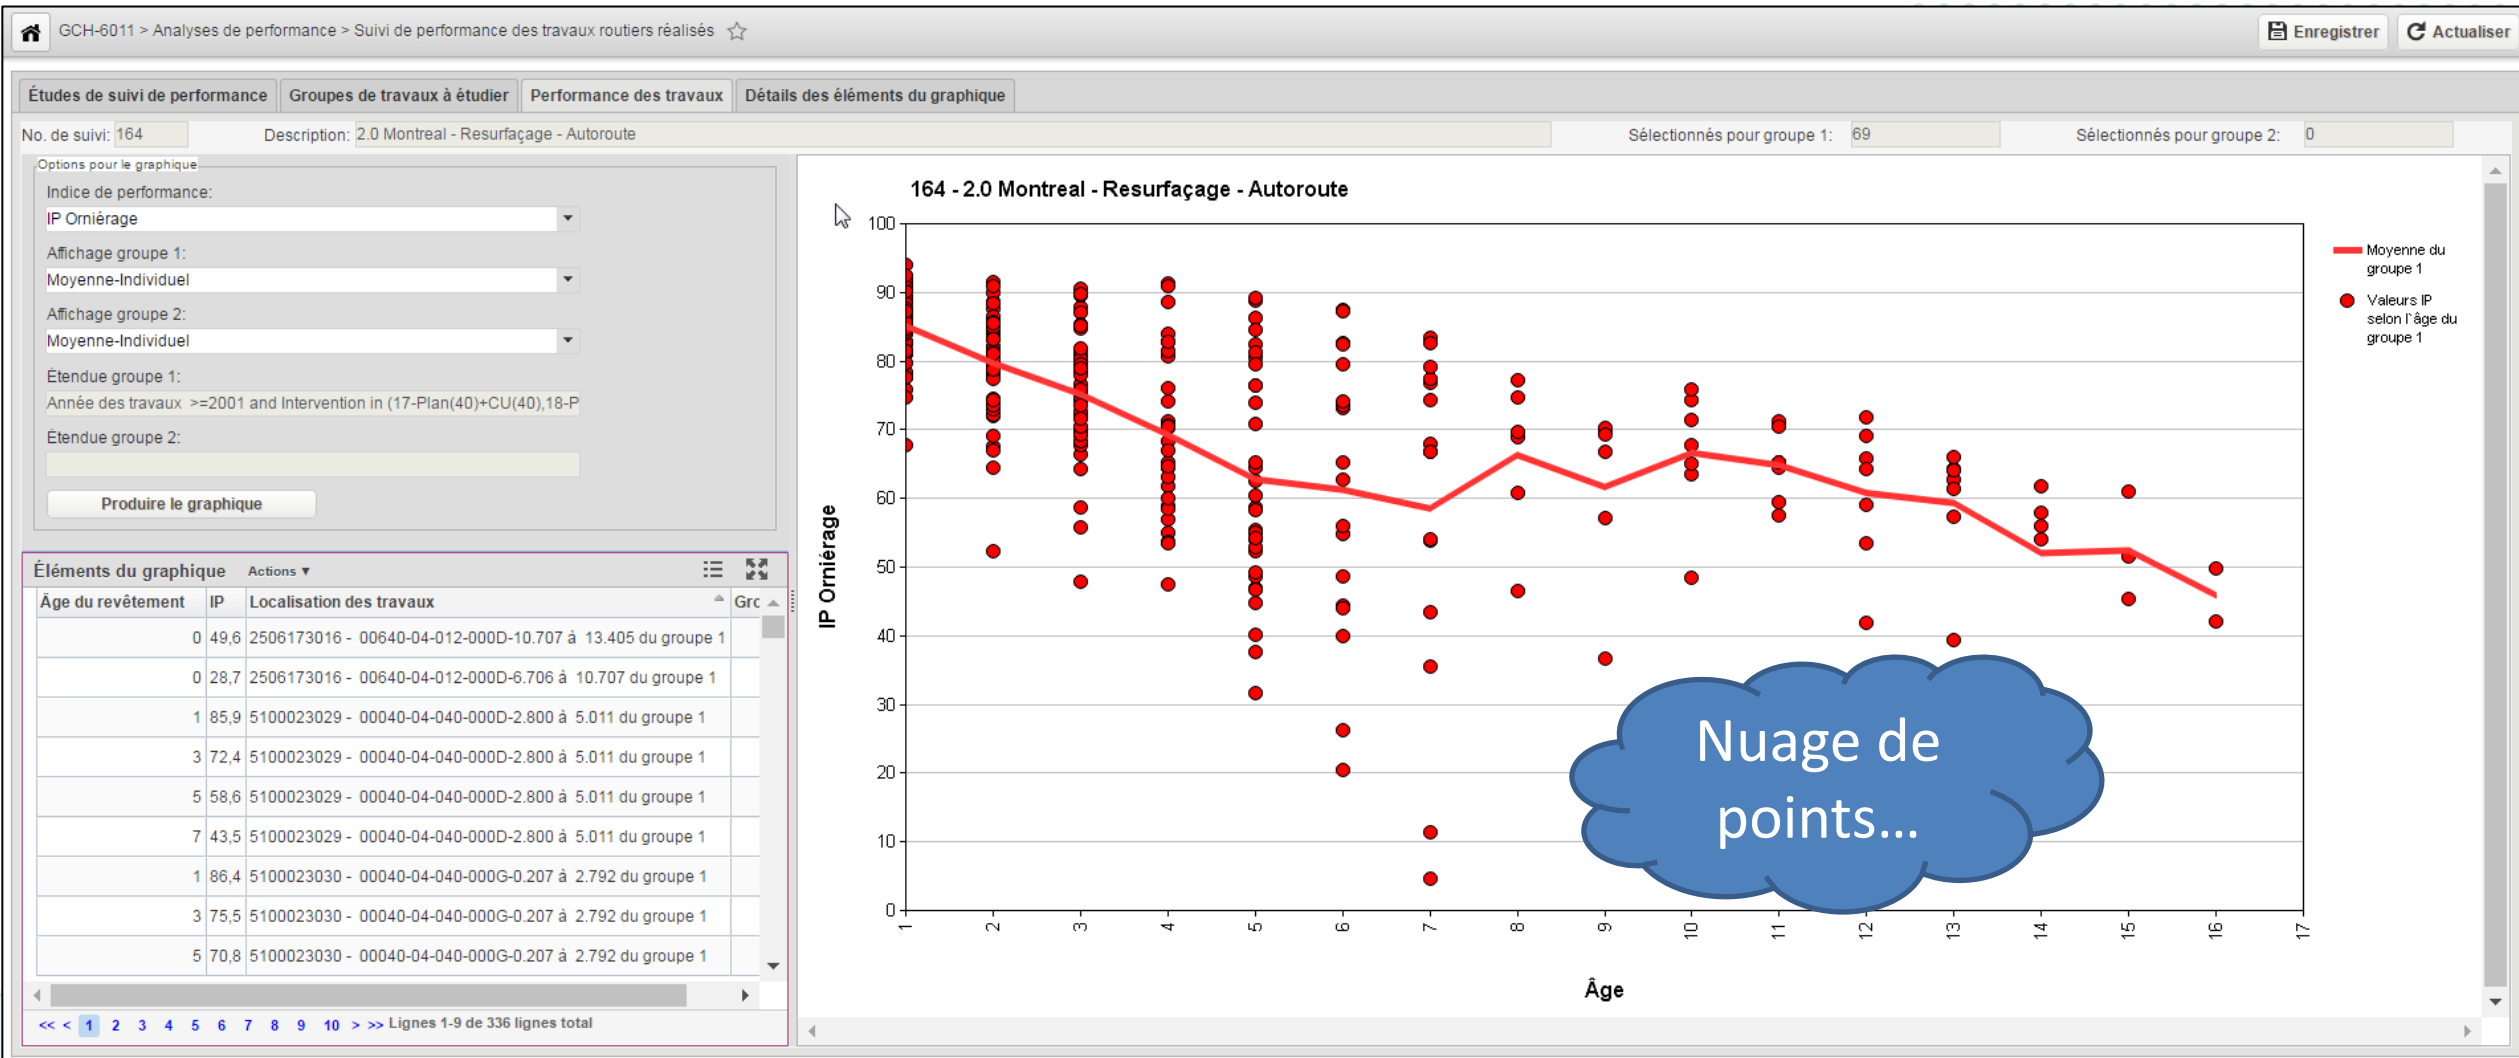 GCH-6011 > Analyses de performance > Suivi de performance des travaux routiers réalisés
Enregistrer
Actualiser
Études de suivi de performance
Groupes de travaux à étudier
Performance des travaux
Détails des éléments du graphique
No. de suivi: 164
Description: 2.0 Montreal - Resurfaçage - Autoroute
Sélectionnés pour groupe 1: 69
Sélectionnés pour groupe 2: 0
Options pour le graphique
Indice de performance:
IP Orniérage
Affichage groupe 1:
Moyenne-Individuel
Affichage groupe 2:
Moyenne-Individuel
Étendue groupe 1:
Année des travaux >=2001 and Intervention in (17-Plan(40)+CU(40),18-P
Étendue groupe 2:
Produire le graphique
Éléments du graphique Actions ▼
Âge du revêtement IP Localisation des travaux Grc
0 49,6 2506173016 - 00640-04-012-000D-10.707 à 13.405 du groupe 1
0 28,7 2506173016 - 00640-04-012-000D-6.706 à 10.707 du groupe 1
1 85,9 5100023029 - 00040-04-040-000D-2.800 à 5.011 du groupe 1
3 72,4 5100023029 - 00040-04-040-000D-2.800 à 5.011 du groupe 1
5 58,6 5100023029 - 00040-04-040-000D-2.800 à 5.011 du groupe 1
7 43,5 5100023029 - 00040-04-040-000D-2.800 à 5.011 du groupe 1
1 86,4 5100023030 - 00040-04-040-000G-0.207 à 2.792 du groupe 1
3 75,5 5100023030 - 00040-04-040-000G-0.207 à 2.792 du groupe 1
5 70,8 5100023030 - 00040-04-040-000G-0.207 à 2.792 du groupe 1
<< < 1 2 3 4 5 6 7 8 9 10 > >> Lignes 1-9 de 336 lignes total
164 - 2.0 Montreal - Resurfaçage - Autoroute
100
90
80
70
60
50
40
30
20
10
0
IP Orniérage
1 2 3 4 5 6 7 8 9 10 11 12 13 14 15 16 17
Âge
Moyenne du
groupe 1
Valeurs IP
selon l`âge du
groupe 1
Nuage de
points...